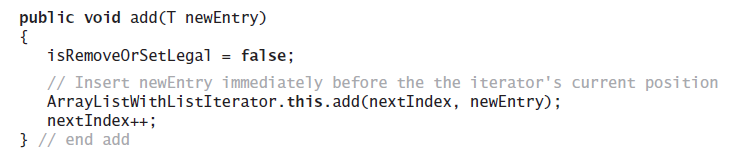 public void add(T newEntry)
{
isRemoveOrSetLegal = false;
// Insert newEntry immediately before the the iterator's current position
ArrayListWithListIterator.this.add(nextIndex, newEntry);
nextIndex++;
} // end add